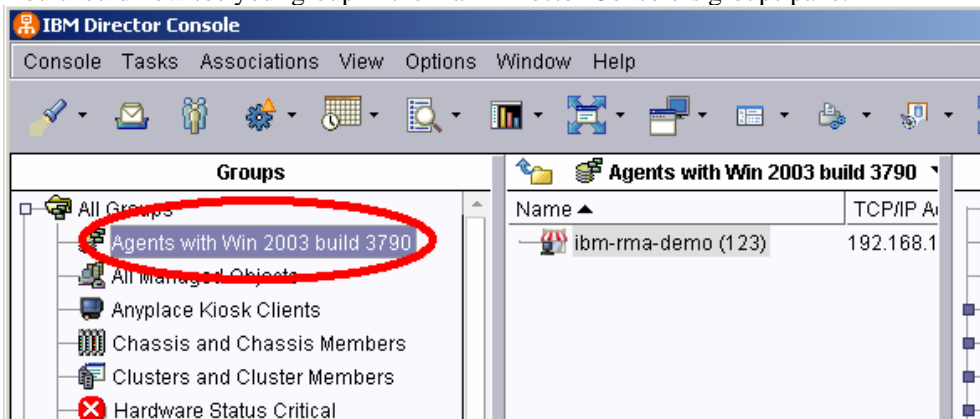 IBM Director Console
Console Tasks Associations View Options Window Help
Groups
All Groups
Agents with Win 2003 build 3790
All Managed Objects
Anyplace Kiosk Clients
Chassis and Chassis Members
Clusters and Cluster Members
Hardware Status Critical
Agents with Win 2003 build 3790
Name TCP/IP A
ibm-rma-demo (123) 192.168.1